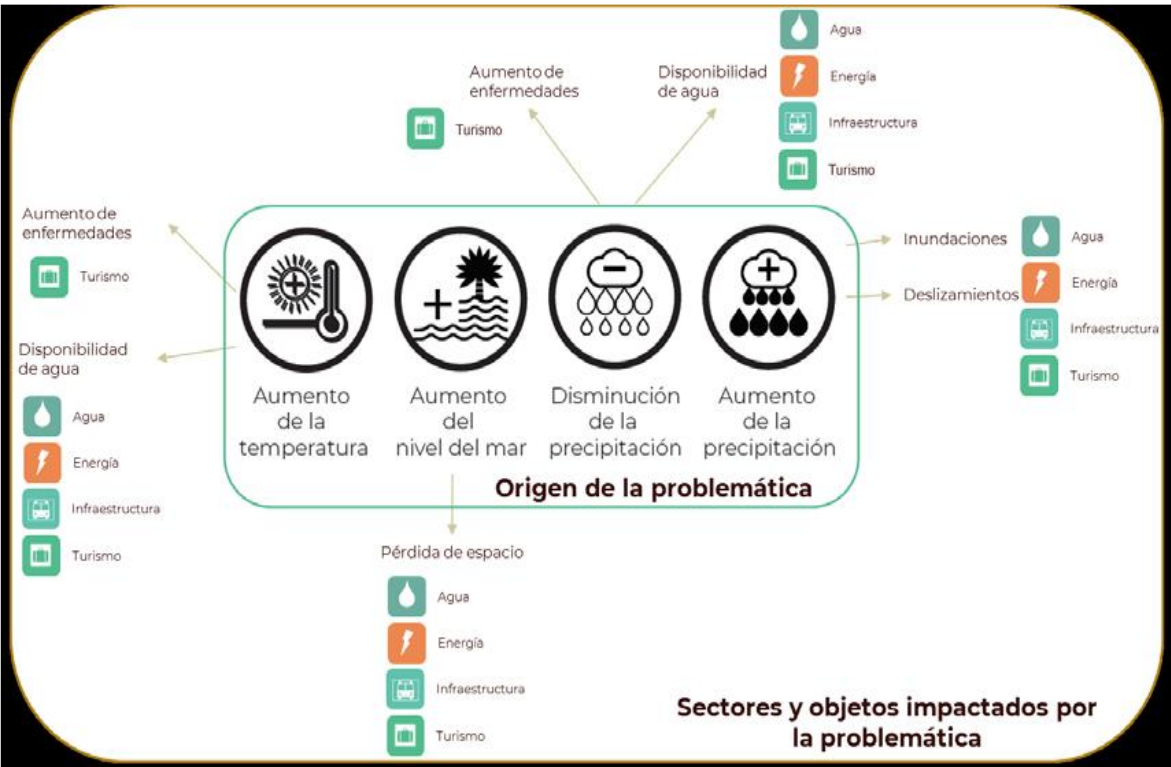 Aumento de
enfermedades
Turismo
Disponibilidad
de agua
Agua
Energía
Infraestructura
Turismo
Aumento de
enfermedades
Turismo
Disponibilidad
de agua
Agua
Energía
Infraestructura
Turismo
Inundaciones
Deslizamientos
Agua
Energía
Infraestructura
Turismo
Aumento
de la
temperatura
Aumento
del
nivel del mar
Disminución
de la
precipitación
Aumento
de la
precipitación
Origen de la problemática
Pérdida de espacio
Agua
Energía
Infraestructura
Turismo
Sectores y objetos impactados por
la problemática